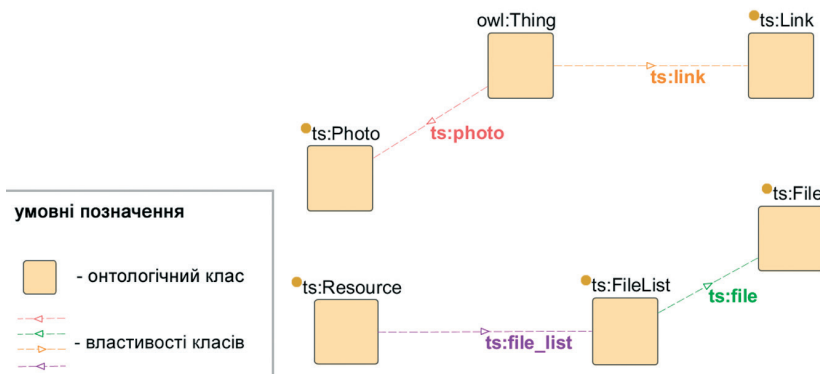 owl:Thing
ts:Link
ts:link
ts:photo
ts:Photo
ts:File
умовні позначення
- онтологічний клас
ts:Resource
ts:FileList
ts:file
ts:file_list
- властивості класів